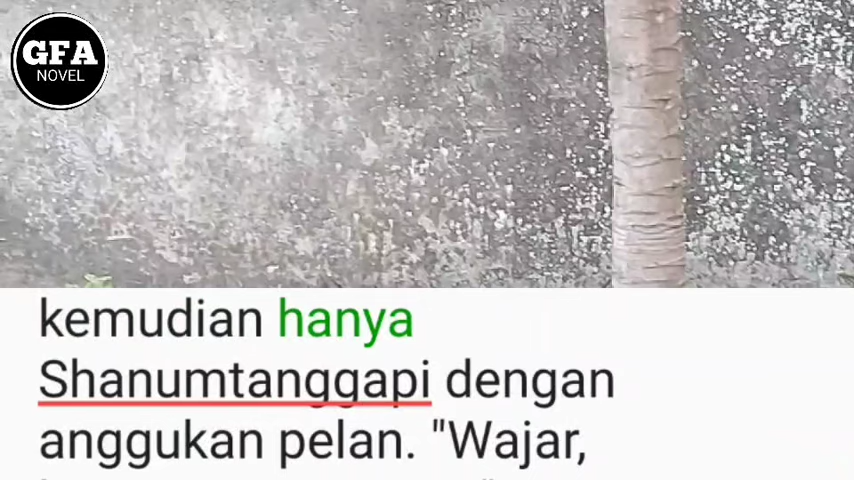 GFA
NOVEL
kemudian hanya
Shanumtanggapi dengan
anggukan pelan. "Wajar,